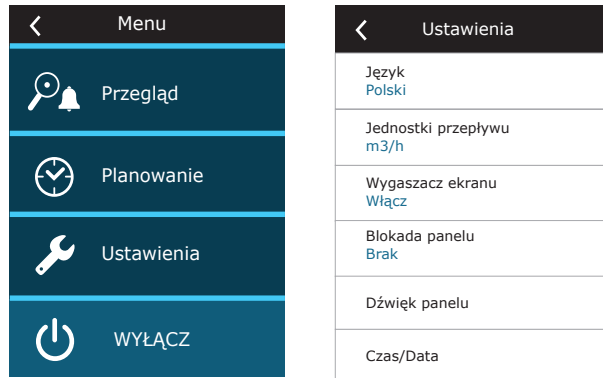 Menu
Przegląd
Planowanie
Ustawienia
WYŁĄCZ
Ustawienia
Język
Polski
Jednostki przepływu
m3/h
Wygaszacz ekranu
Włącz
Blokada panelu
Brak
Dźwięk panelu
Czas/Data